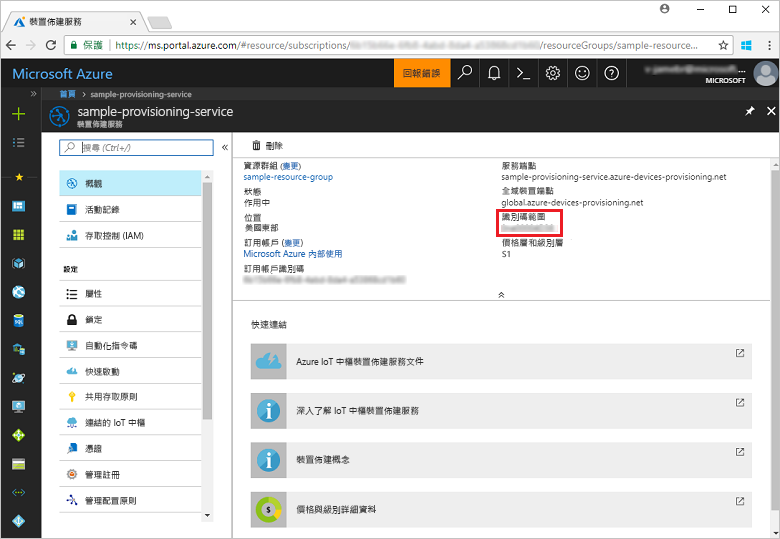 裝置佈建服務
保護
https://ms.portal.azure.com/#resource/subscriptions/
/resourceGroups/sample-resource...
Microsoft Azure
回報錯誤
MICROSOFT
首頁 > sample-provisioning-service
sample-provisioning-service
裝置佈建服務
搜尋 (Ctrl+/)
概觀
活動記錄
存取控制 (IAM)
設定
屬性
鎖定
自動化指令碼
快速啟動
共用存取原則
連結的 IoT 中樞
憑證
管理註冊
管理配置原則
刪除
資源群組 (變更)
sample-resource-group
狀態
作用中
位置
美國東部
訂用帳戶 (變更)
Microsoft Azure 內部使用
訂用帳戶識別碼
服務端點
sample-provisioning-service.azure-devices-provisioning.net
全域裝置端點
global.azure-devices-provisioning.net
識別碼範圍
價格層和級別層
S1
快速連結
Azure IoT 中樞裝置佈建服務文件
深入了解 IoT 中樞裝置佈建服務
裝置佈建概念
價格與級別詳細資料